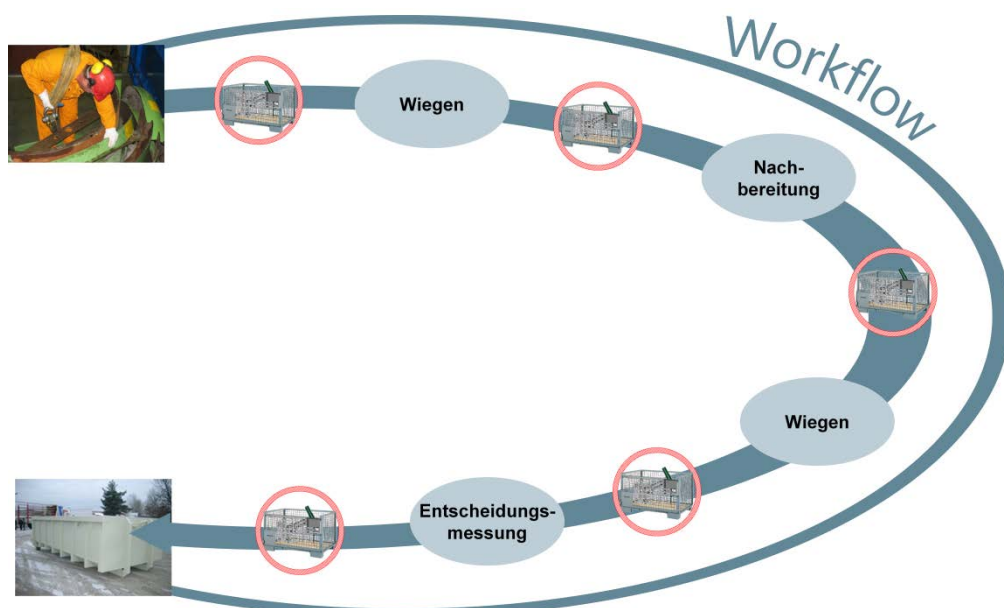 Workflow
Wiegen
Nach-
bereitung
Wiegen
Entscheidungs-
messung